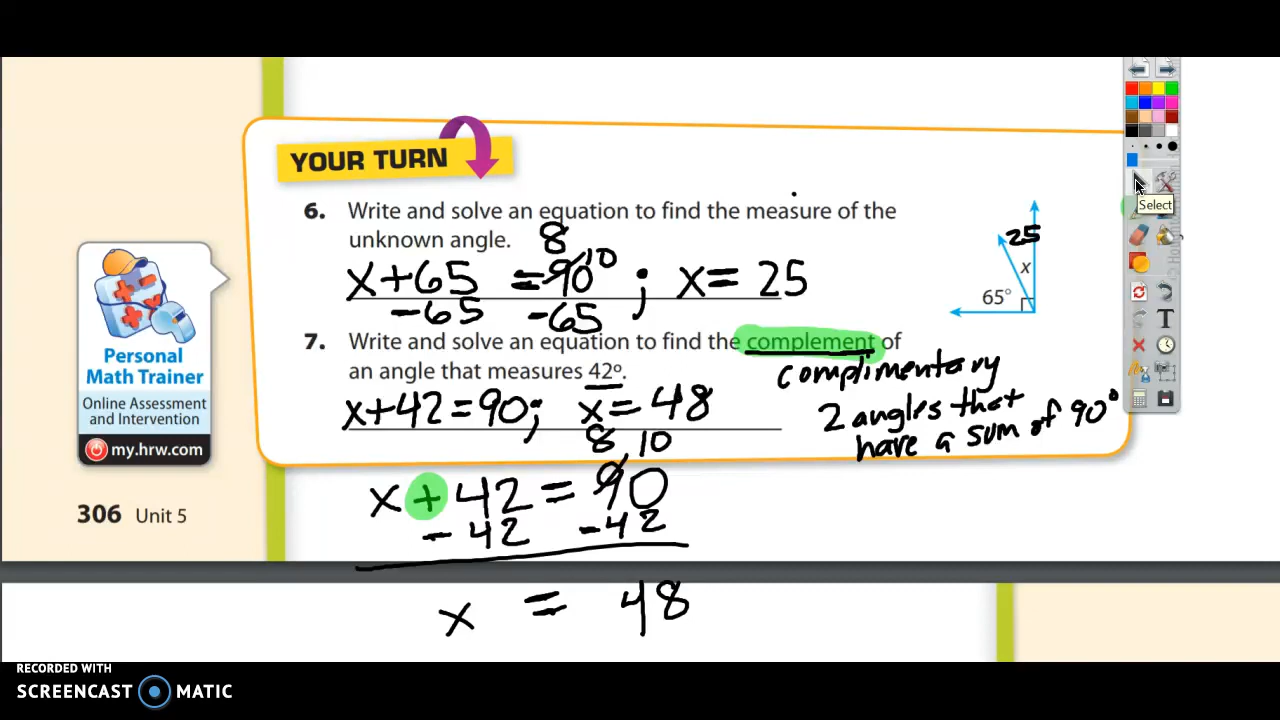 YOUR TURN
6. Write and solve an equation to find the measure of the
unknown angle.
8 10
x+65 =90 ; x= 25
-65 -65
25
x
65°
7. Write and solve an equation to find the complement of
an angle that measures 42°.
complimentary
2 angles that
have a sum of 90°
x+42=90; x=48
8 10
x+42=90
-42 -42
x = 48
Personal
Math Trainer
Online Assessment
and Intervention
my.hrw.com
306 Unit 5
Select
T
RECORDED WITH
SCREENCAST MATIC